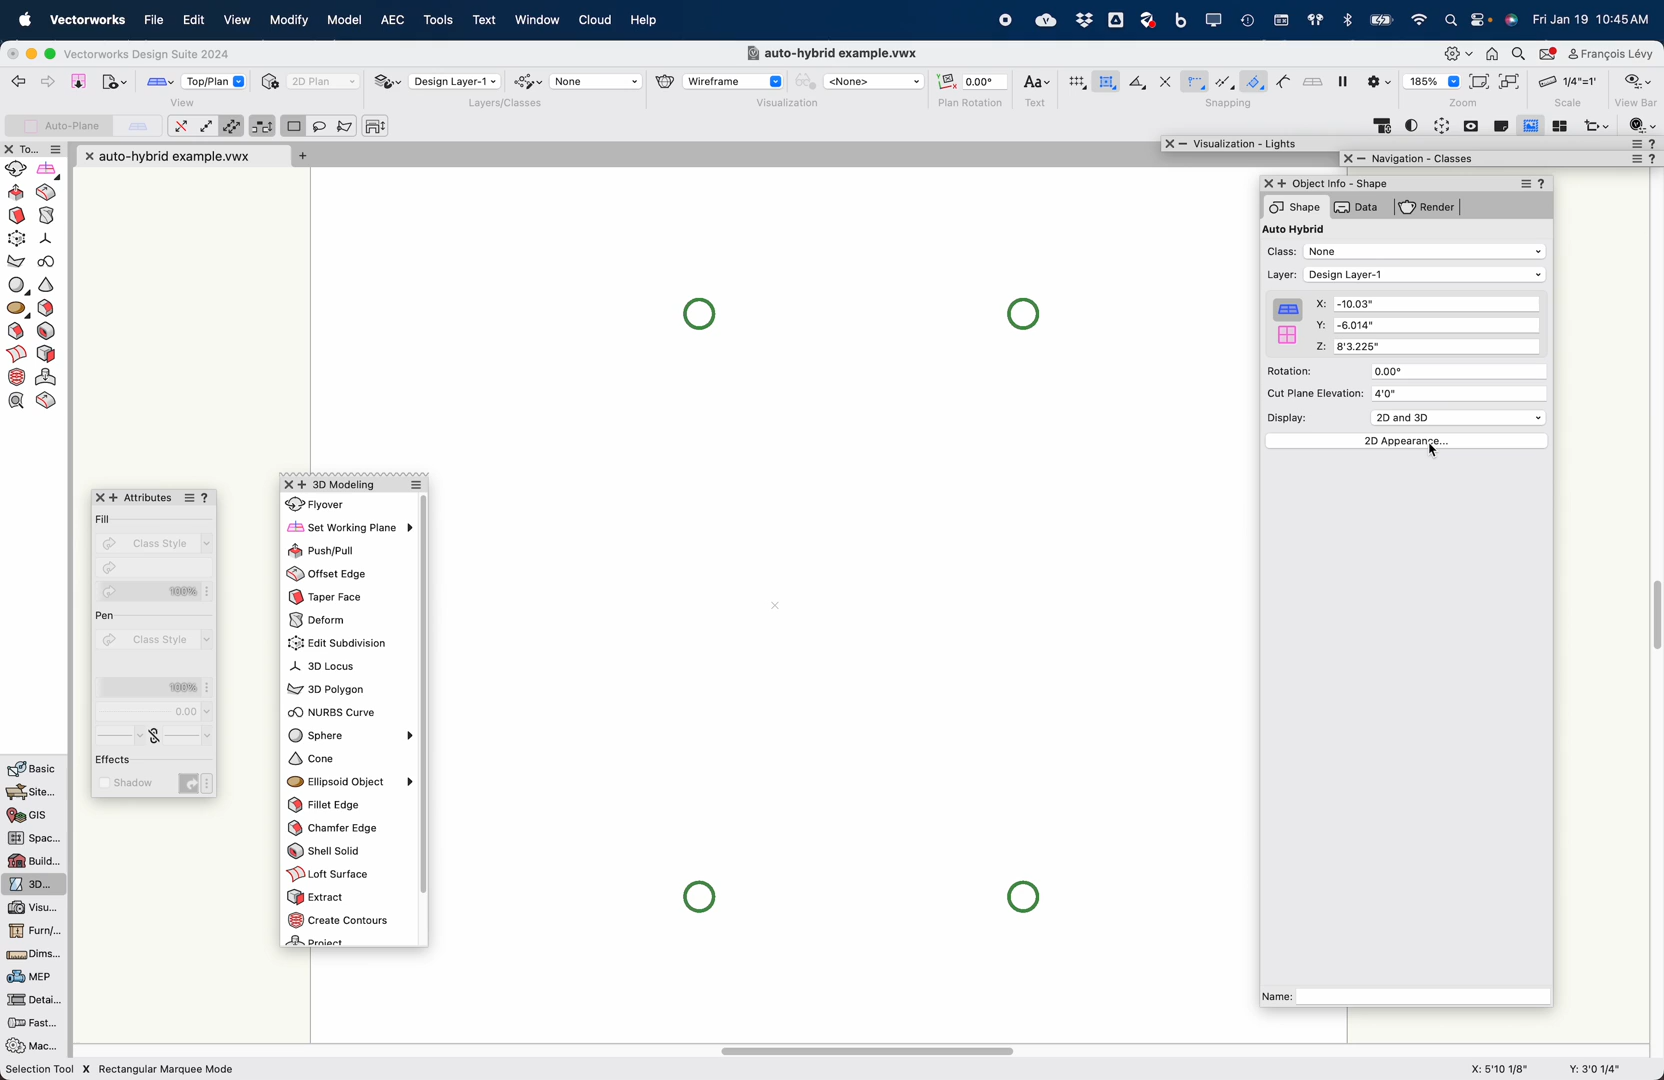 Vectorworks File Edit View Modify Model AEC Tools Text Window Cloud Help Fri Jan 19 10:45 AM
Vectorworks Design Suite 2024 auto-hybrid example.vwx François Lévy
Top/Plan 2D Plan Design Layer-1 None Wireframe <None> 0.00° Aa 185% 1/4"=1'
View Layers/Classes Visualization Plan Rotation Text Snapping Zoom Scale View Bar
Auto-Plane
To... auto-hybrid example.vwx + Visualization - Lights
Navigation - Classes
Object Info - Shape
Shape Data Render
Auto Hybrid
Class: None
Layer: Design Layer-1
X: -10.03"
Y: -6.014"
Z: 8'3.225"
Rotation: 0.00°
Cut Plane Elevation: 4'0"
Display: 2D and 3D
2D Appearance...
Name:
Attributes
Fill
Class Style
100%
Pen
Class Style
100%
0.00
Effects
Shadow
3D Modeling
Flyover
Set Working Plane
Push/Pull
Offset Edge
Taper Face
Deform
Edit Subdivision
3D Locus
3D Polygon
NURBS Curve
Sphere
Cone
Ellipsoid Object
Fillet Edge
Chamfer Edge
Shell Solid
Loft Surface
Extract
Create Contours
Project
Basic
Site...
GIS
Spac...
Build...
3D...
Visu...
Furn/...
Dims...
MEP
Detai...
Fast...
Mac...
Selection Tool X Rectangular Marquee Mode X: 5'10 1/8" Y: 3'0 1/4"